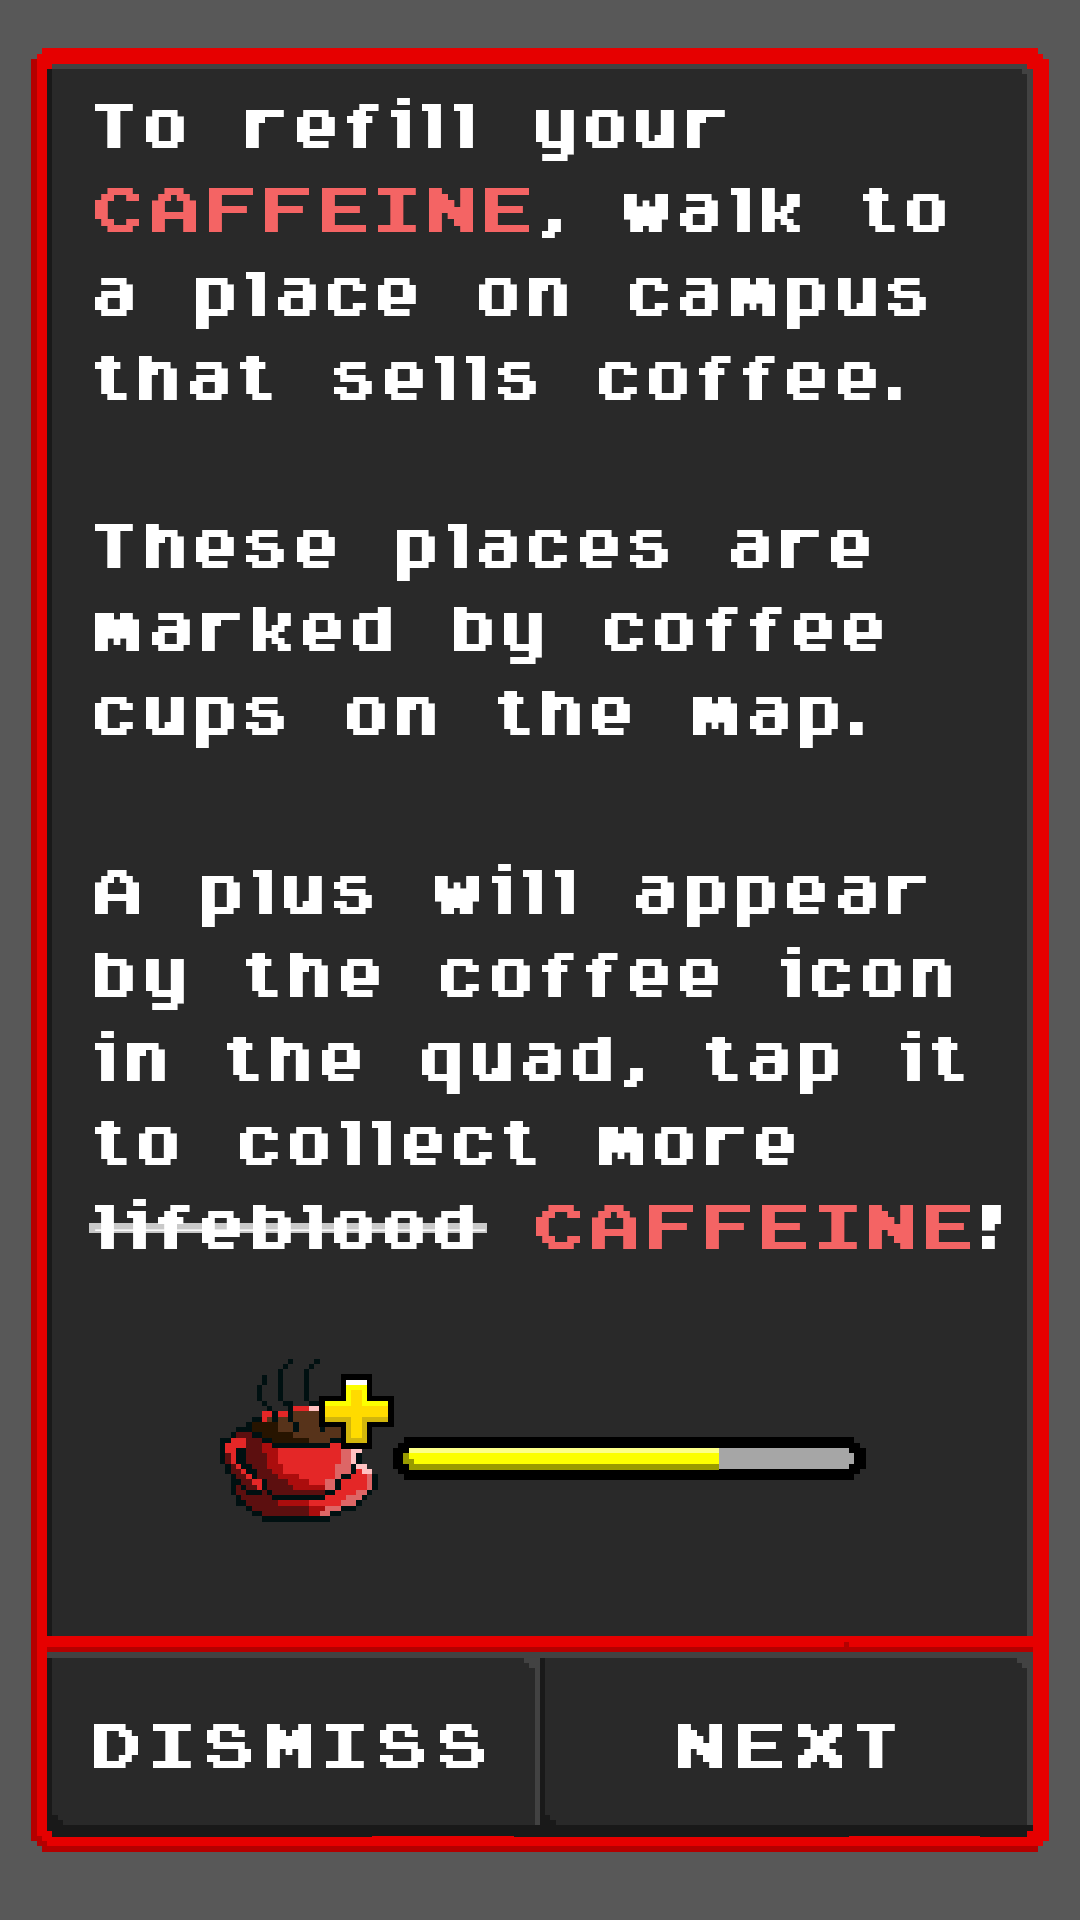 To refill your
CAFFEINE, walk to
a place on campus
that sells coffee.
These places are
marked by coffee
cups on the map.
A plus will appear
by the coffee icon
in the quad, tap it
to collect more
lifeblood CAFFEINE!
DISMISS
NEXT